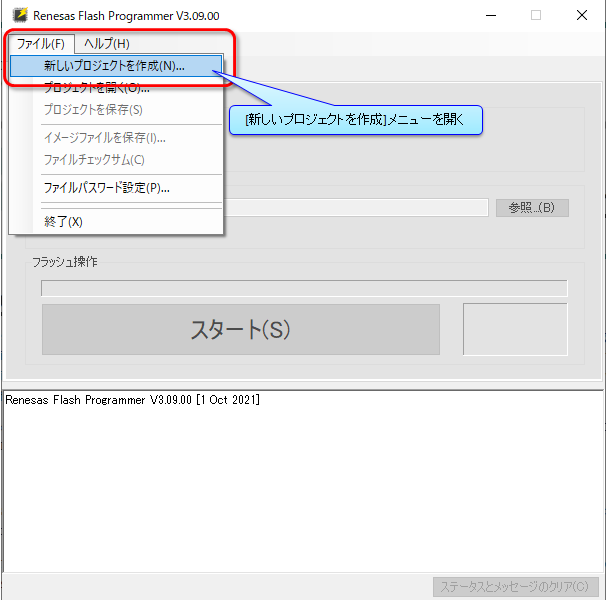 Renesas Flash Programmer V3.09.00
ファイル(F) ヘルプ(H)
新しいプロジェクトを作成(N)...
プロジェクトを開く(O)...
プロジェクトを保存(S)
[新しいプロジェクトを作成]メニューを開く
イメージファイルを保存(I)...
ファイルチェックサム(C)
ファイルパスワード設定(P)...
参照...(B)
終了(X)
フラッシュ操作
スタート(S)
Renesas Flash Programmer V3.09.00 [1 Oct 2021]
ステータスとメッセージのクリア(C)